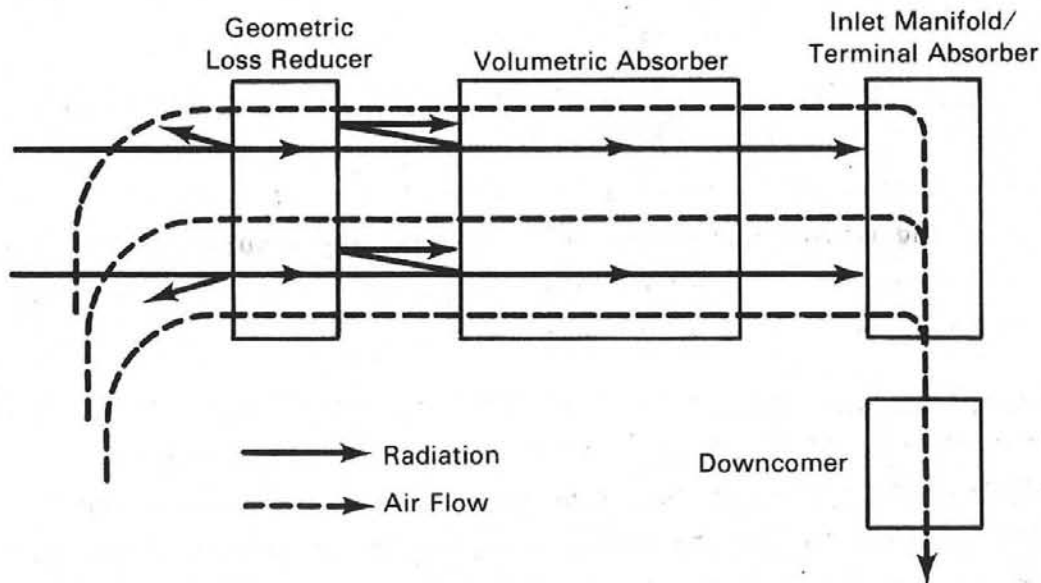 Geometric
Loss Reducer
Volumetric Absorber
Inlet Manifold/
Terminal Absorber
Radiation
Air Flow
Downcomer